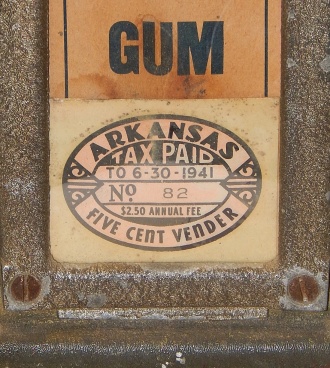 GUM
ARKANSAS
TAX PAID
TO 6-30-1941
No. 82
$2.50 ANNUAL FEE
FIVE CENT VENDER